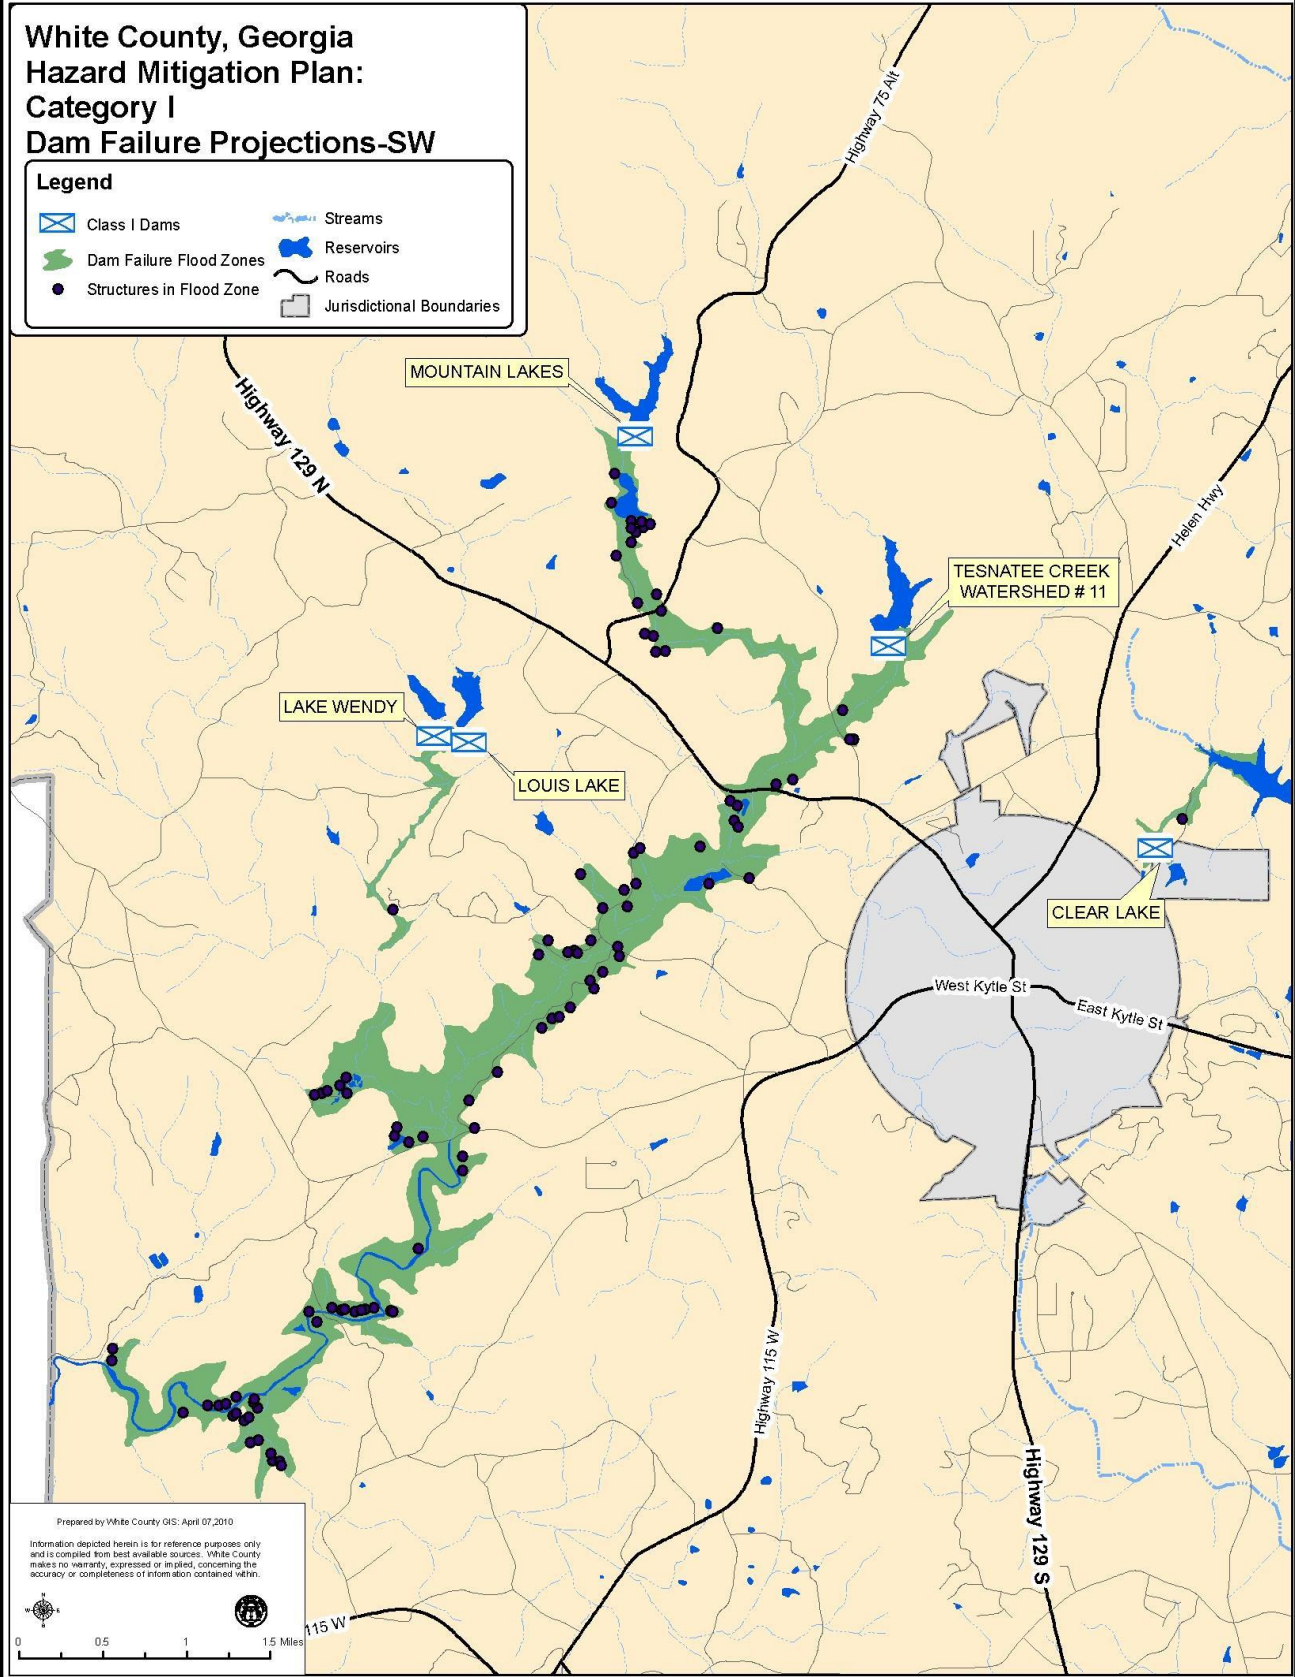 White County, Georgia
Hazard Mitigation Plan:
Category I
Dam Failure Projections-SW
Legend
Class I Dams
Dam Failure Flood Zones
Structures in Flood Zone
Streams
Reservoirs
Roads
Jurisdictional Boundaries
Highway 75 Alt
MOUNTAIN LAKES
Highway 129 N
Helen Hwy
TESNATEE CREEK
WATERSHED # 11
LAKE WENDY
LOUIS LAKE
CLEAR LAKE
West Kytle St
East Kytle St
Highway 115 W
Highway 129 S
115 W
Prepared by White County GIS: April 07,2010
Information depicted herein is for reference purposes only
and is compiled from best available sources. White County
makes no warranty, expressed or implied, concerning the
accuracy or completeness of information contained within.
N
W E
S
0 0.5 1 1.5 Miles